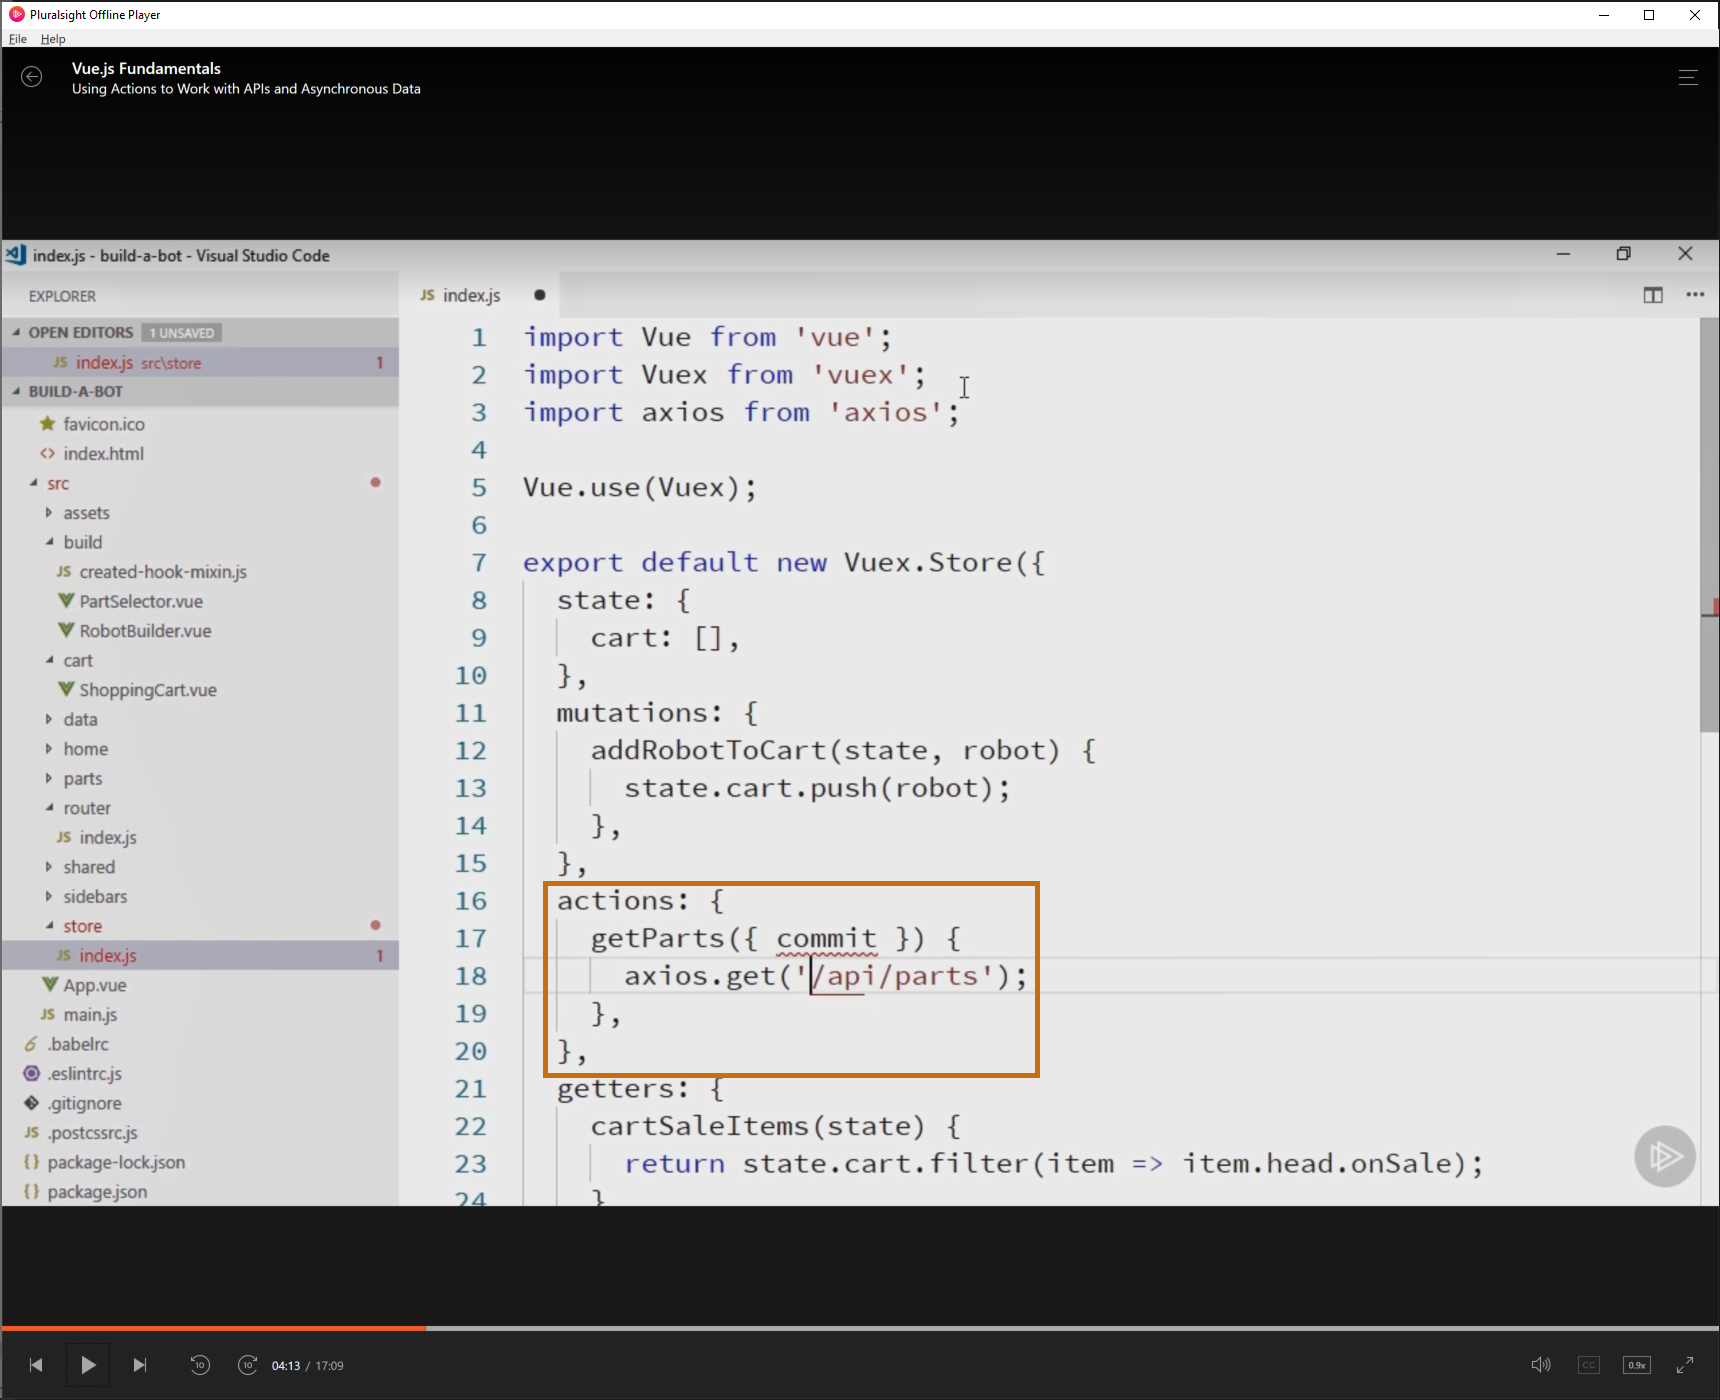 Pluralsight Offline Player
File Help
Vue.js Fundamentals
Using Actions to Work with APIs and Asynchronous Data
index.js - build-a-bot - Visual Studio Code
EXPLORER
OPEN EDITORS 1 UNSAVED
JS index.js src\store 1
BUILD-A-BOT
favicon.ico
<> index.html
src
assets
build
JS created-hook-mixin.js
PartSelector.vue
RobotBuilder.vue
cart
ShoppingCart.vue
data
home
parts
router
JS index.js
shared
sidebars
store
JS index.js 1
App.vue
JS main.js
.babelrc
.eslintrc.js
.gitignore
JS .postcssrc.js
{} package-lock.json
{} package.json
JS index.js
1 import Vue from 'vue';
2 import Vuex from 'vuex';
3 import axios from 'axios';
4
5 Vue.use(Vuex);
6
7 export default new Vuex.Store({
8 state: {
9 cart: [],
10 },
11 mutations: {
12 addRobotToCart(state, robot) {
13 state.cart.push(robot);
14 },
15 },
16 actions: {
17 getParts({ commit }) {
18 axios.get('/api/parts');
19 },
20 },
21 getters: {
22 cartSaleItems(state) {
23 return state.cart.filter(item => item.head.onSale);
24 }
10 10 04:13 / 17:09 CC 0.9x